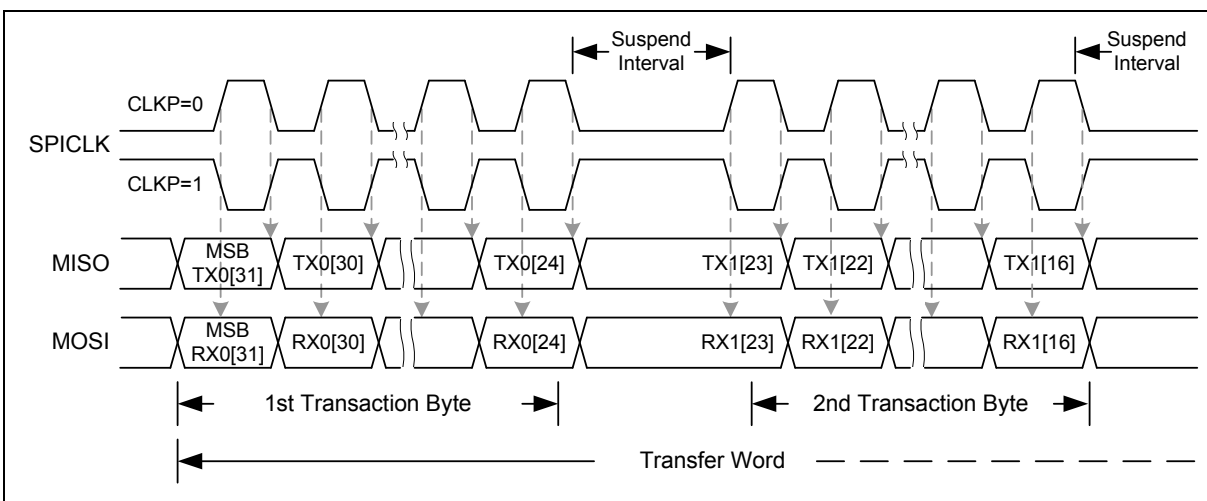 Suspend
Interval
Suspend
Interval
CLKP=0
SPICLK
CLKP=1
MISO
MSB
TX0[31]
TX0[30]
TX0[24]
TX1[23]
TX1[22]
TX1[16]
MOSI
MSB
RX0[31]
RX0[30]
RX0[24]
RX1[23]
RX1[22]
RX1[16]
1st Transaction Byte
2nd Transaction Byte
Transfer Word